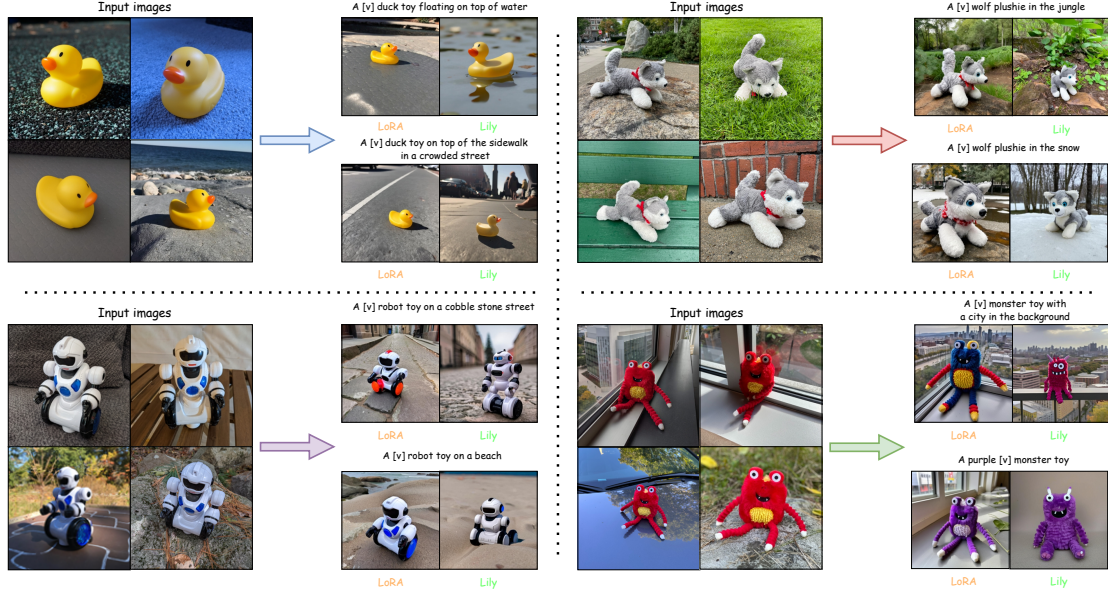 Input images
A [v] duck toy floating on top of water
LoRA
Lily
A [v] duck toy on top of the sidewalk
in a crowded street
LoRA
Lily
Input images
A [v] wolf plushie in the jungle
LoRA
Lily
A [v] wolf plushie in the snow
LoRA
Lily
Input images
A [v] robot toy on a cobble stone street
LoRA
Lily
A [v] robot toy on a beach
LoRA
Lily
Input images
A [v] monster toy with
a city in the background
LoRA
Lily
A purple [v] monster toy
LoRA
Lily